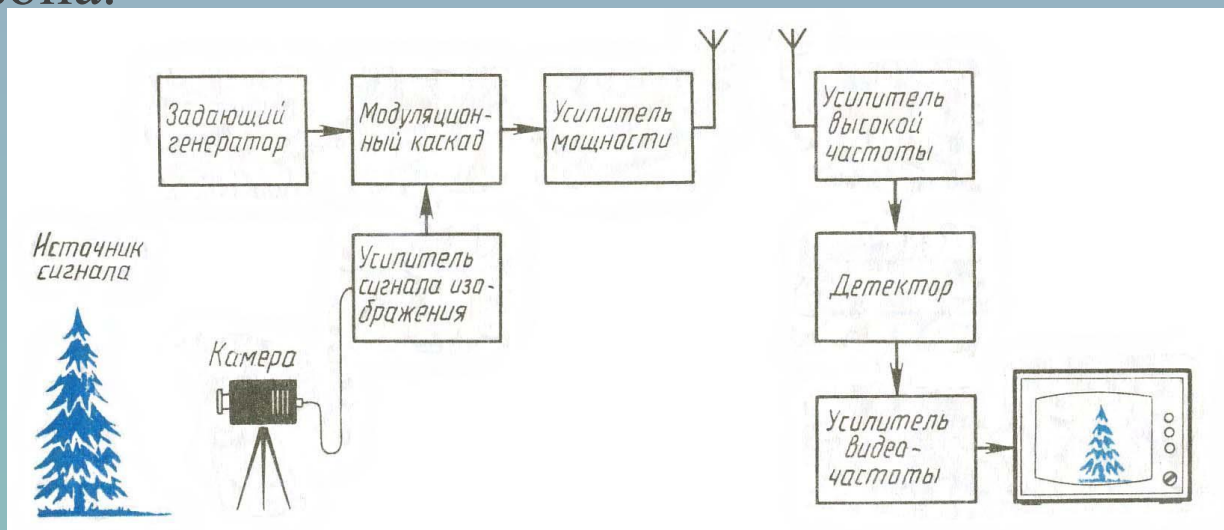 Задающий
генератор
Модуляцион-
ный каскад
Усилитель
мощности
Усилитель
высокой
частоты
Источник
сигнала
Усилитель
сигнала изо-
бражения
Детектор
Камера
Усилитель
видео-
частоты